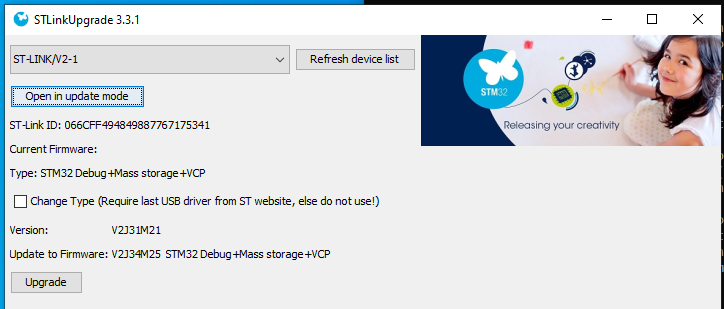 STLinkUpgrade 3.3.1
ST-LINK/V2-1
Refresh device list
Open in update mode
STM32
Releasing your creativity
ST-Link ID: 066CFF494849887767175341
Current Firmware:
Type: STM32 Debug+Mass storage+VCP
Change Type (Require last USB driver from ST website, else do not use!)
Version: V2J31M21
Update to Firmware: V2J34M25 STM32 Debug+Mass storage+VCP
Upgrade